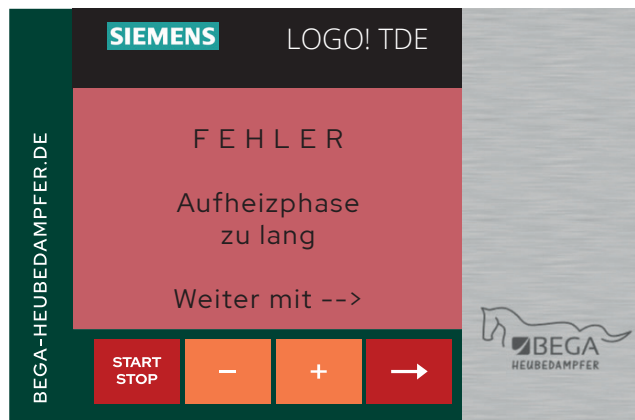 SIEMENS LOGO! TDE
FEHLER
Aufheizphase
zu lang
Weiter mit -->
START
STOP
− + →
BEGA-HEUBEDAMPFER.DE
BEGA
HEUBEDAMPFER